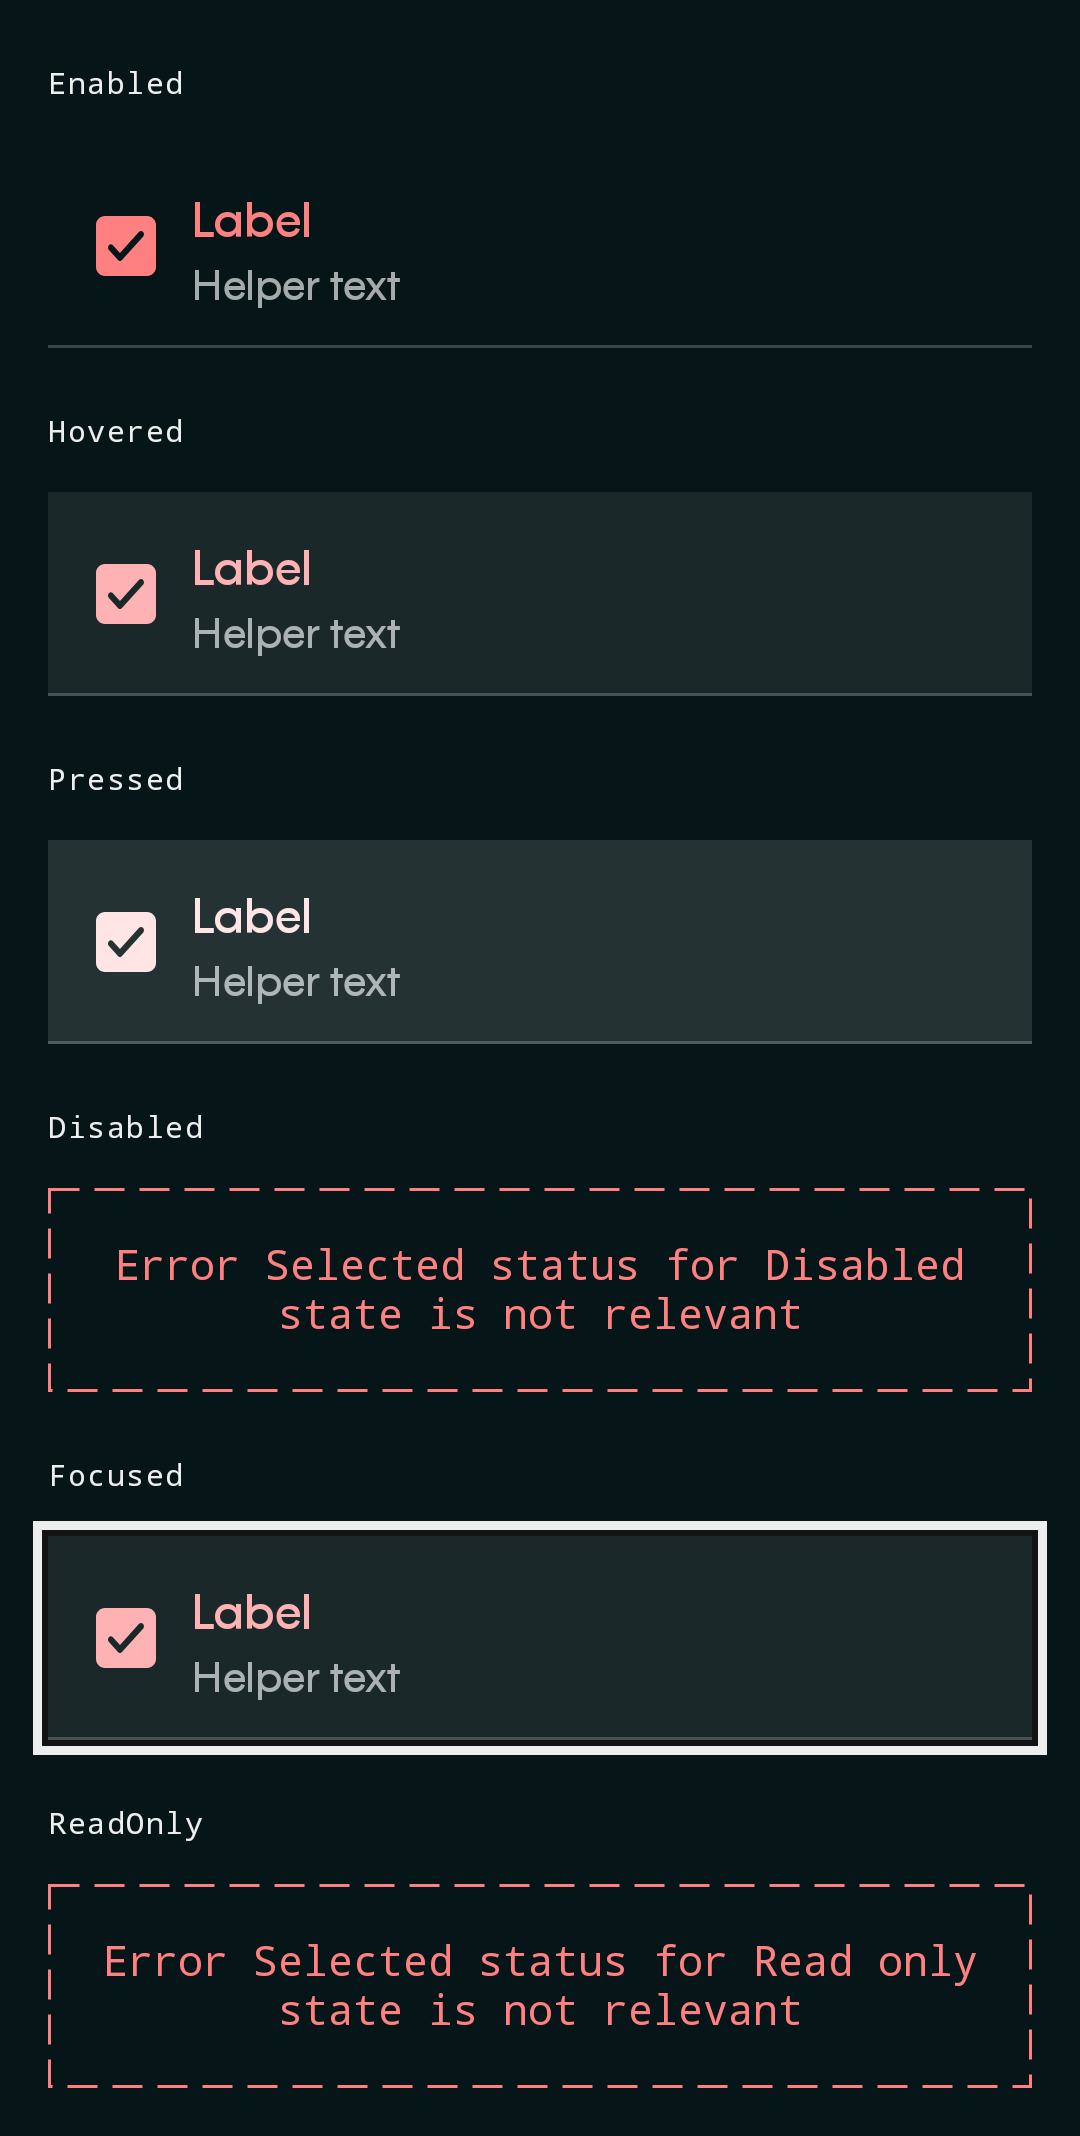 Enabled
Label
Helper text
Hovered
Label
Helper text
Pressed
Label
Helper text
Disabled
Error Selected status for Disabled
state is not relevant
Focused
Label
Helper text
ReadOnly
Error Selected status for Read only
state is not relevant